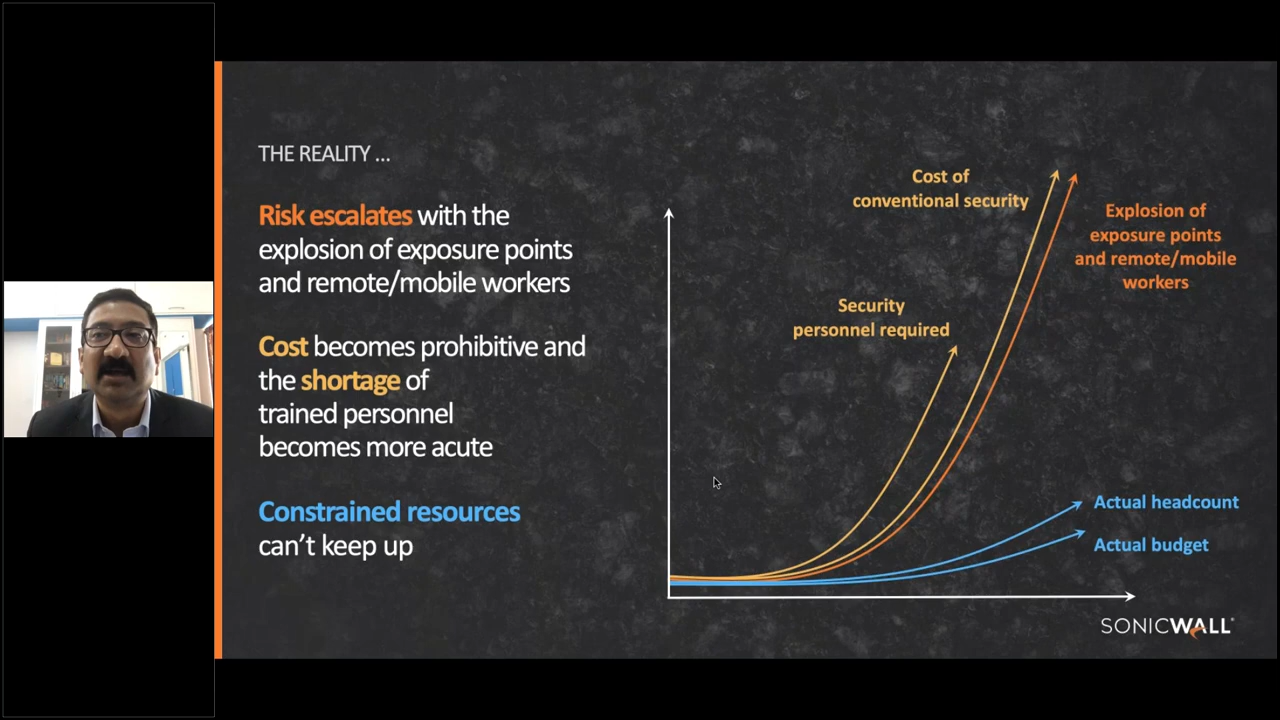 THE REALITY ...
Risk escalates with the
explosion of exposure points
and remote/mobile workers
Cost becomes prohibitive and
the shortage of
trained personnel
becomes more acute
Constrained resources
can't keep up
Cost of
conventional security
Explosion of
exposure points
and remote/mobile
workers
Security
personnel required
Actual headcount
Actual budget
SONICWALL®